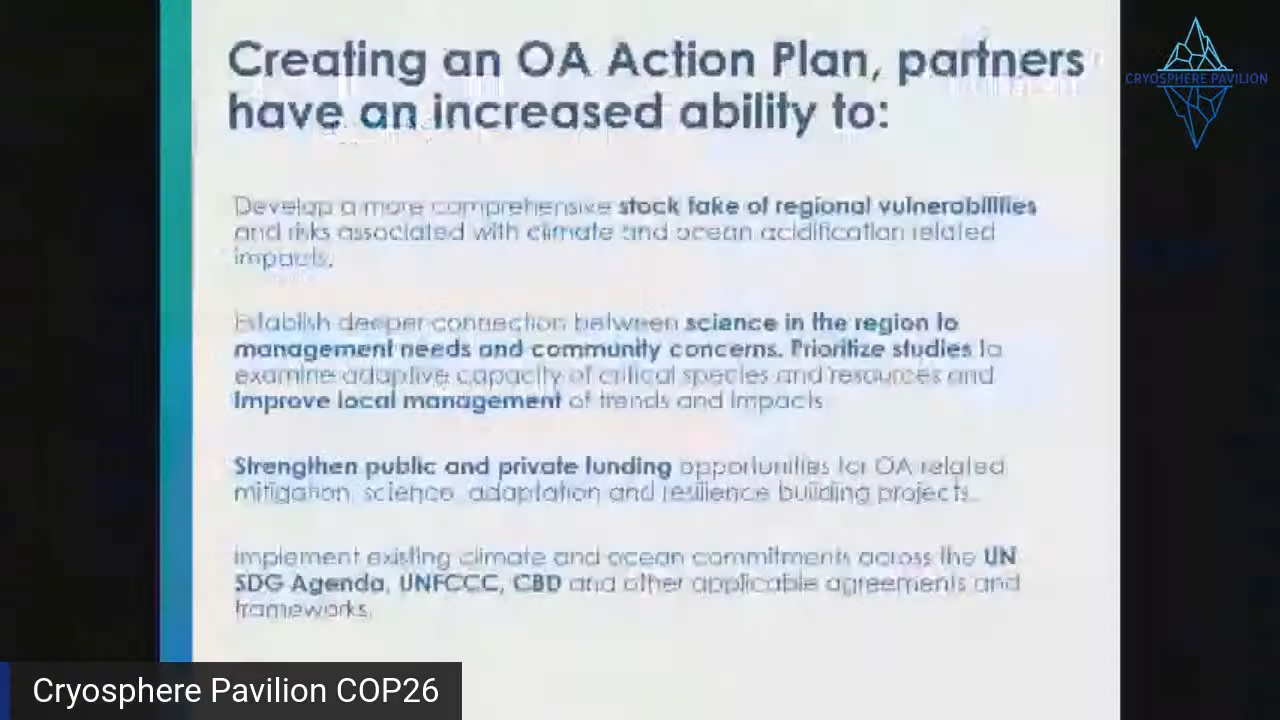 Creating an OA Action Plan, partners
have an increased ability to:
CRYOSPHERE PAVILION
Develop a more comprehensive stock take of regional vulnerabilities
and risks associated with climate and ocean acidification related
impacts.
Establish deeper connection between science in the region to
management needs and community concerns. Prioritize studies to
examine adaptive capacity of critical species and resources and
improve local management of trends and impacts
Strengthen public and private funding opportunities for OA related
mitigation, science, adaptation and resilience building projects.
Implement existing climate and ocean commitments across the UN
SDG Agenda, UNFCCC, CBD and other applicable agreements and
frameworks.
Cryosphere Pavilion COP26